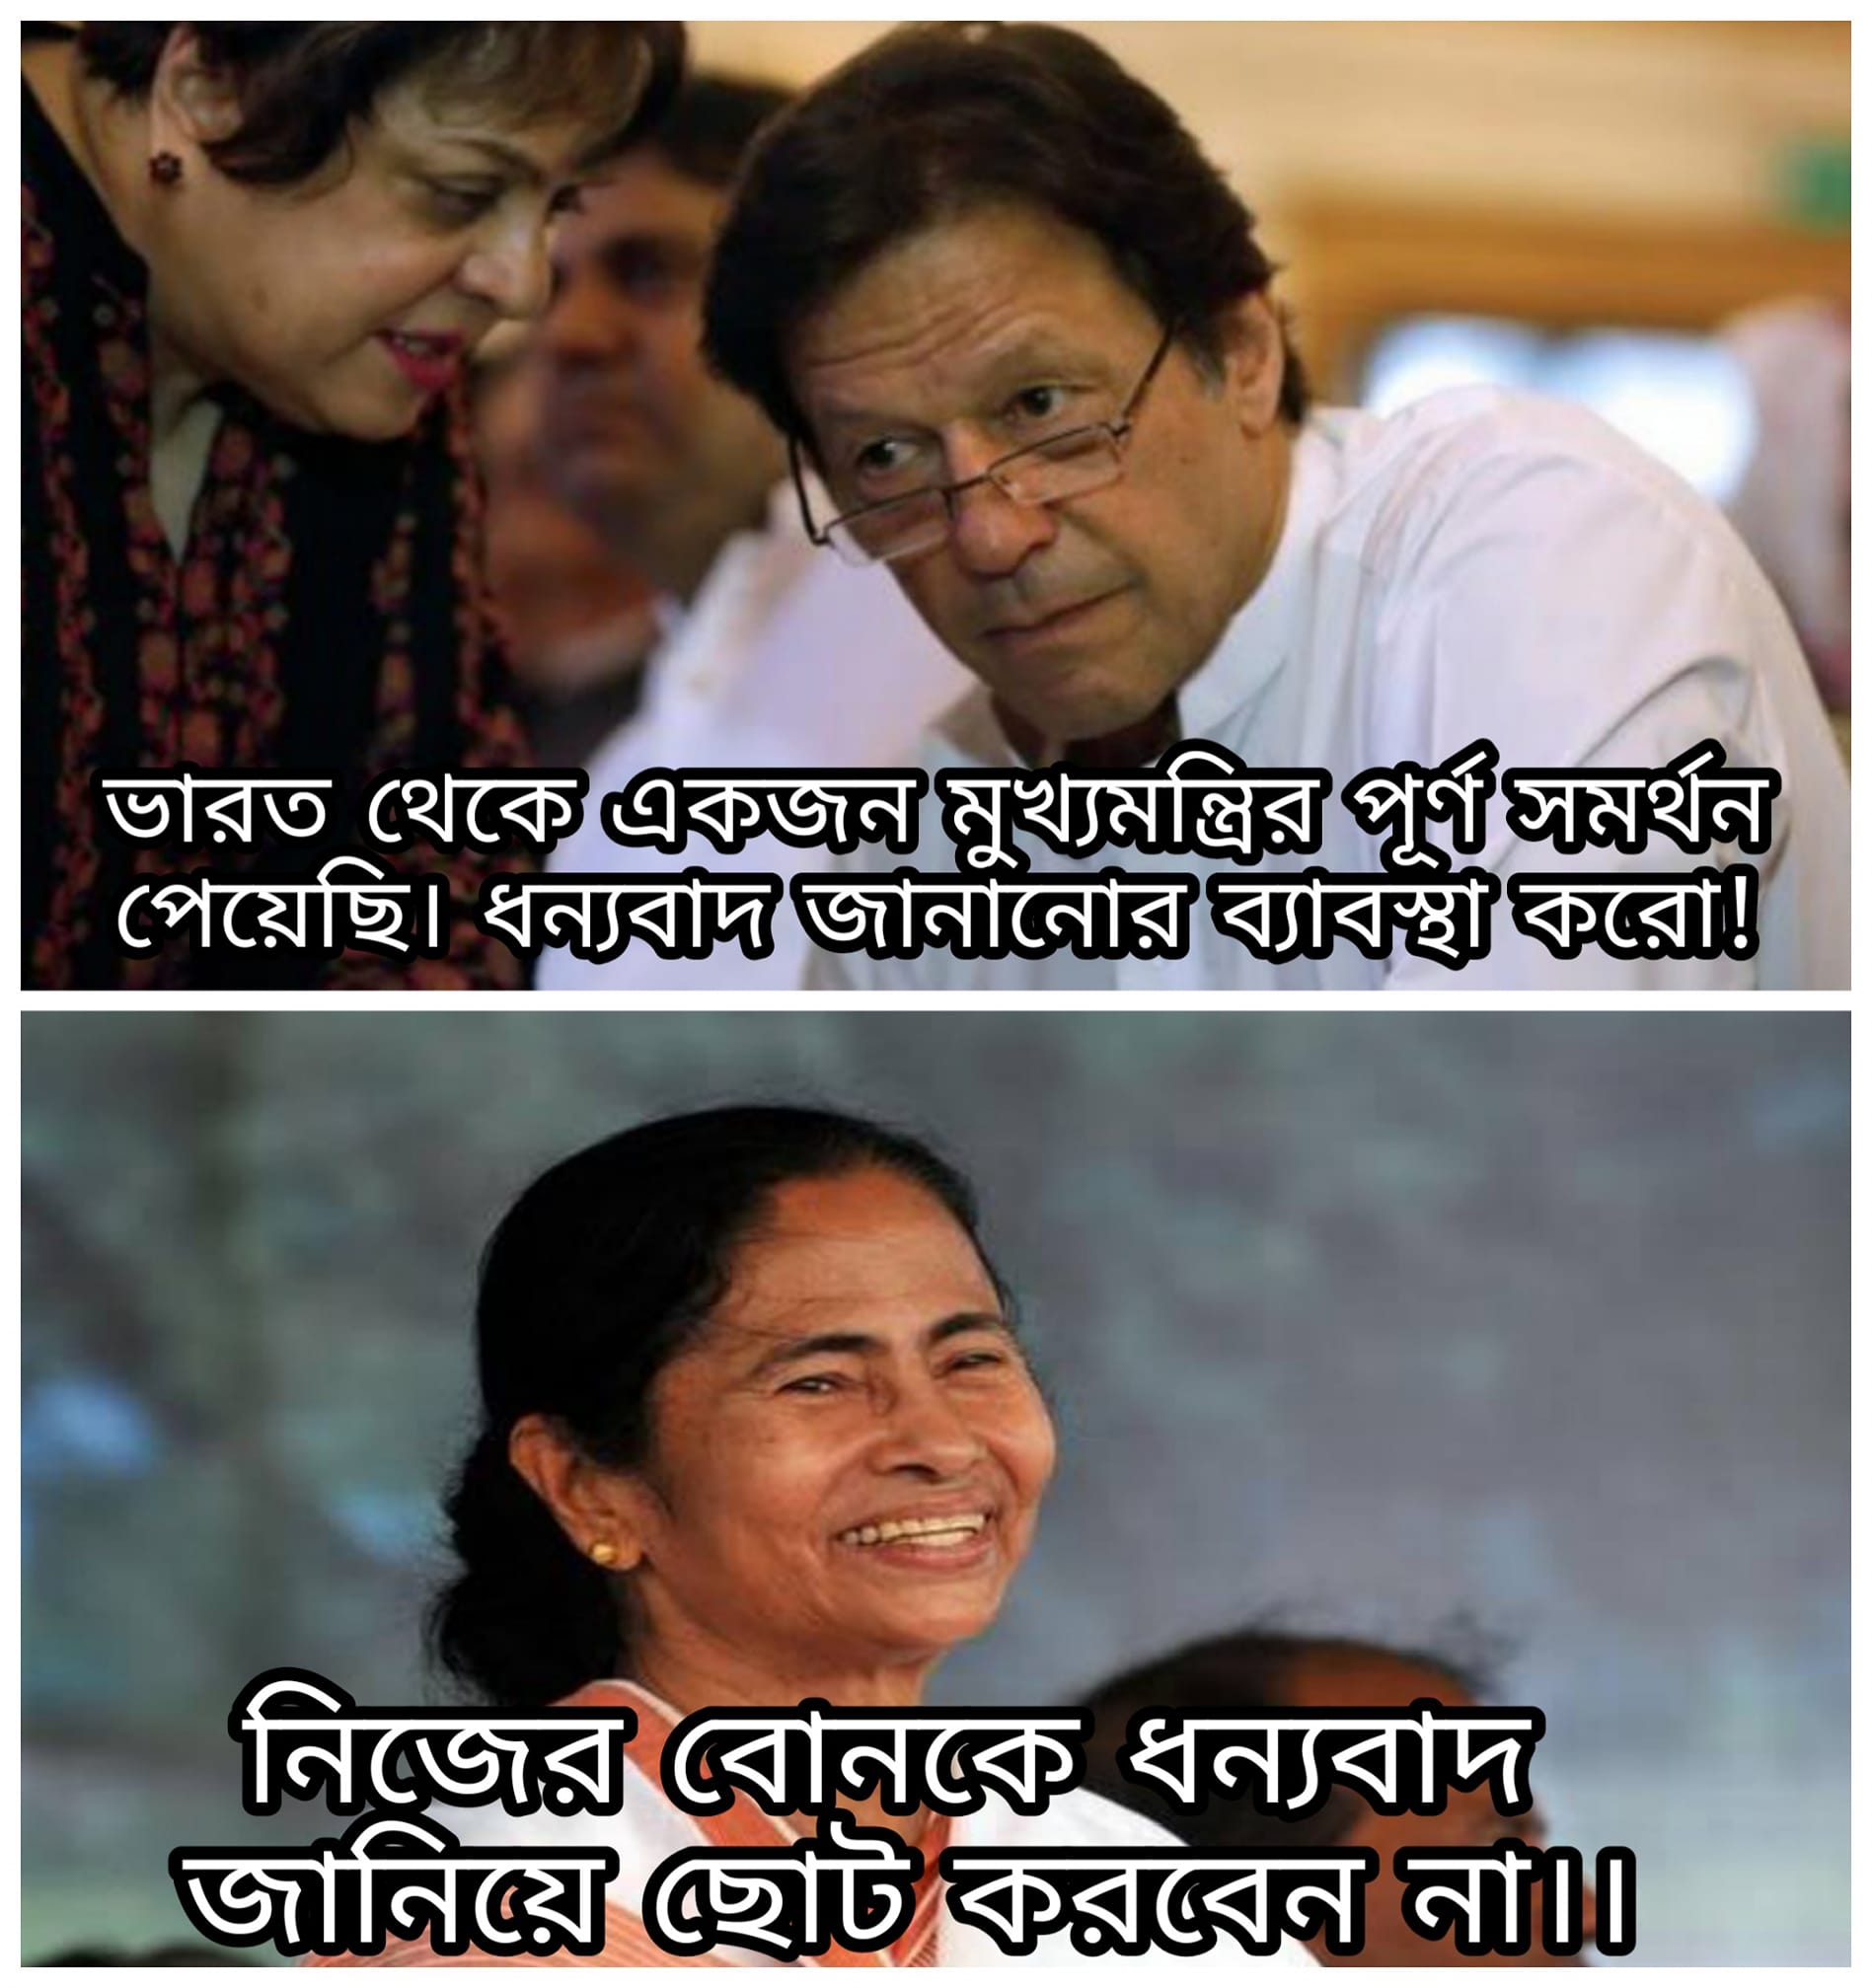 ভারত থেকে একজন মুখ্যমন্ত্রির পূর্ণ সমর্থন
পেয়েছি। ধন্যবাদ জানানোর ব্যাবস্থা করো!
নিজের বোনকে ধন্যবাদ
জানিয়ে ছোট করবেন না।।